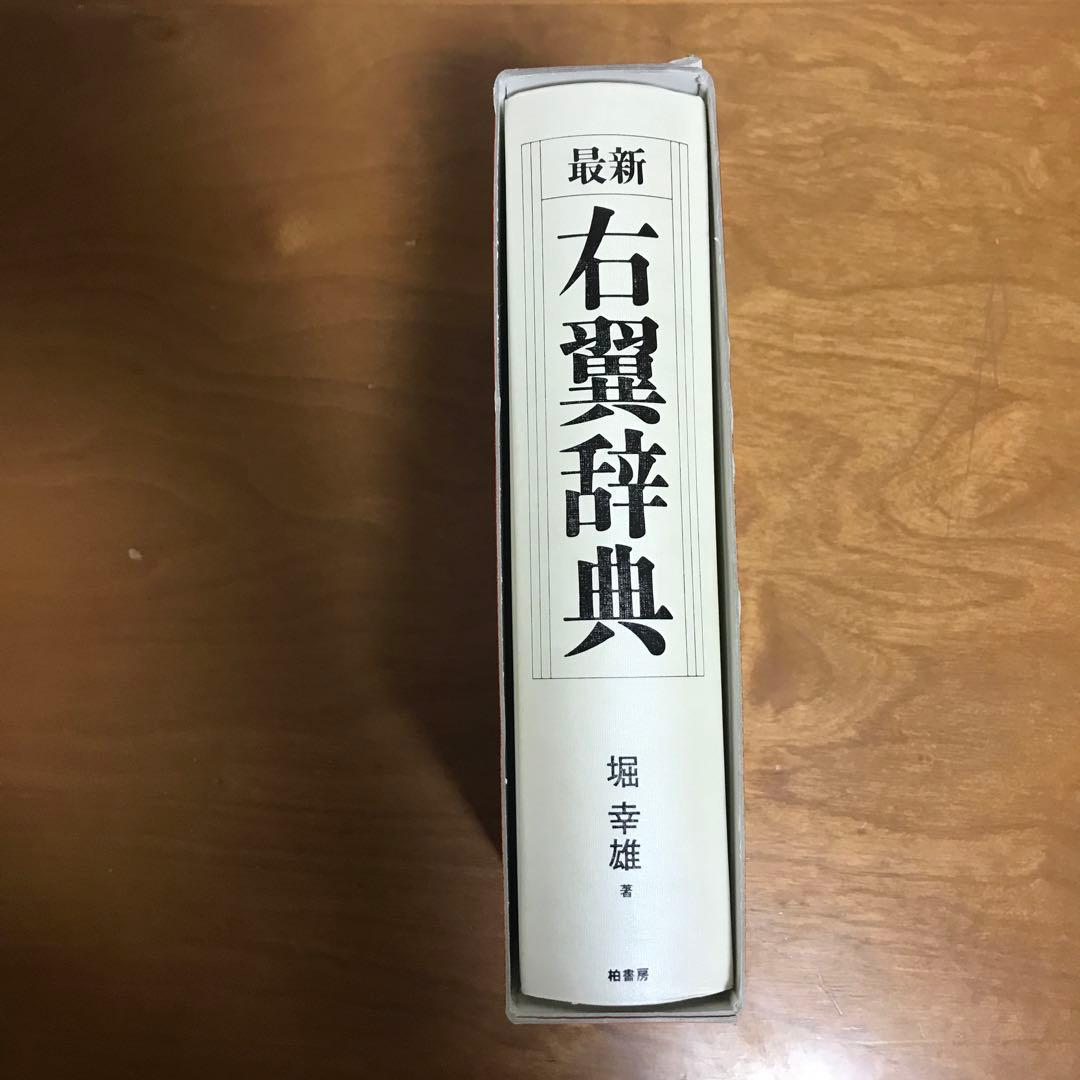 最新
右翼辞典
堀幸雄 著
柏書房